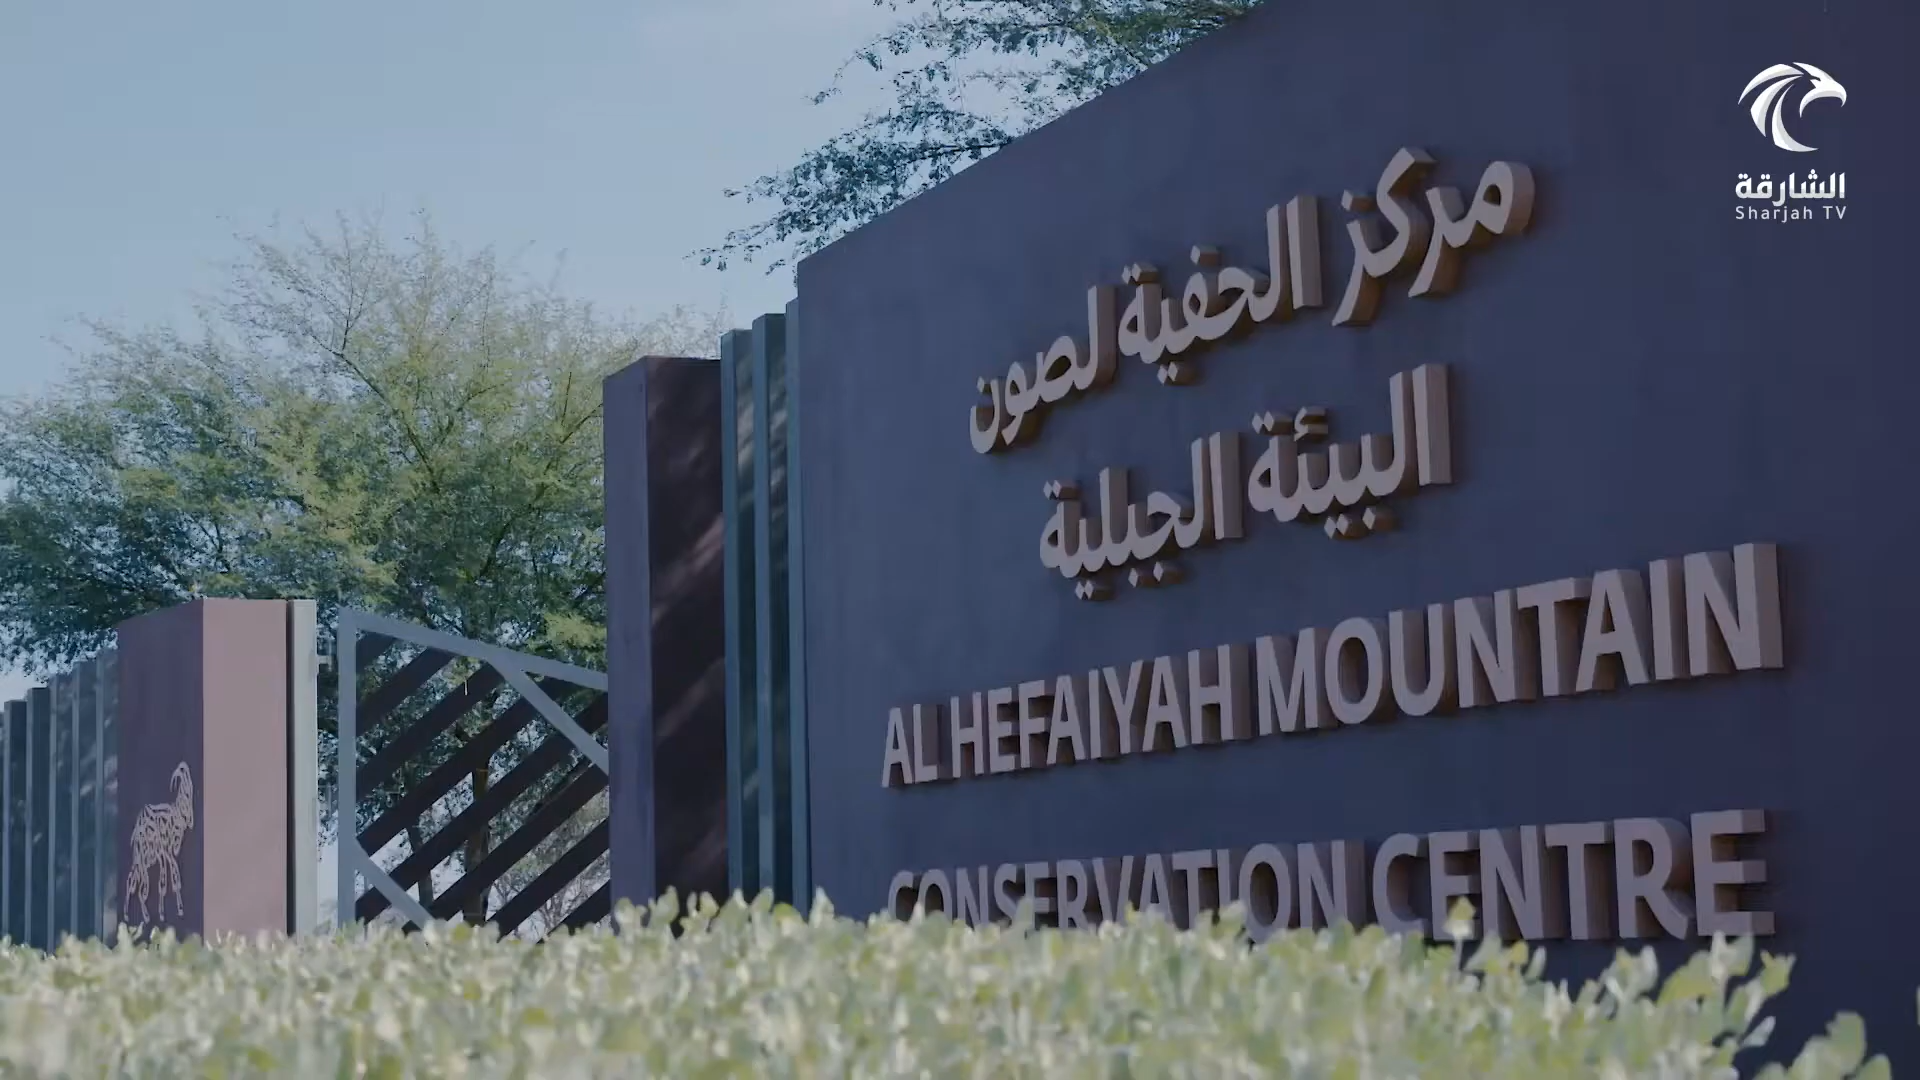 مركز الحفية لصون
البيئة الجبلية
AL HEFAIYAH MOUNTAIN
CONSERVATION CENTRE
الشارقة
Sharjah TV